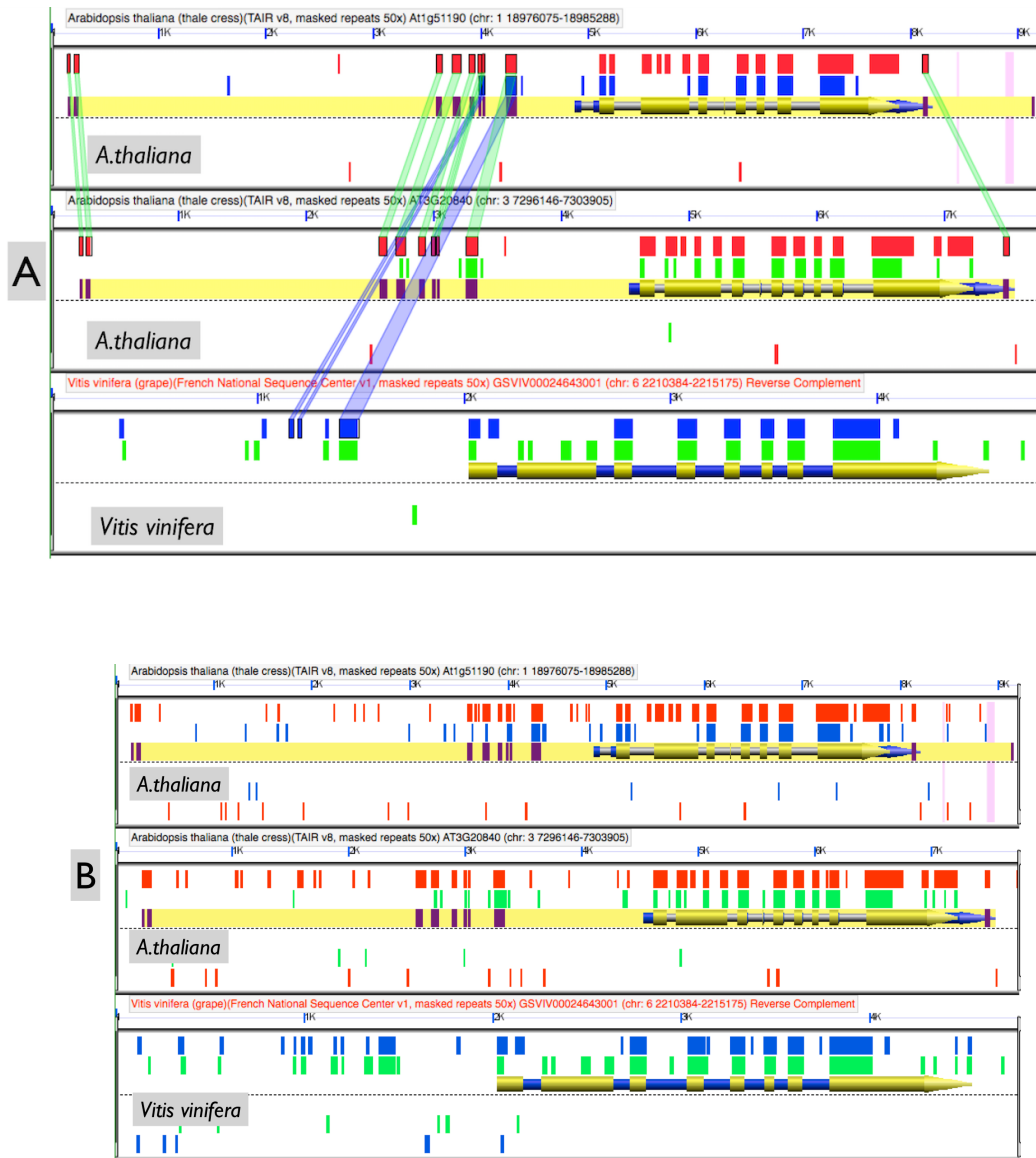 Arabidopsis thaliana (thale cress)(TAIR v8, masked repeats 50x) At1g51190 (chr: 1 18976075-18985288)
1K 2K 3K 4K 5K 6K 7K 8K 9K
A.thaliana
Arabidopsis thaliana (thale cress)(TAIR v8, masked repeats 50x) AT3G20840 (chr: 3 7296146-7303905)
1K 2K 3K 4K 5K 6K 7K
A
A.thaliana
Vitis vinifera (grape)(French National Sequence Center v1, masked repeats 50x) GSVIV00024643001 (chr: 6 2210384-2215175) Reverse Complement
1K 2K 3K 4K
Vitis vinifera
Arabidopsis thaliana (thale cress)(TAIR v8, masked repeats 50x) At1g51190 (chr: 1 18976075-18985288)
1K 2K 3K 4K 5K 6K 7K 8K 9K
A.thaliana
Arabidopsis thaliana (thale cress)(TAIR v8, masked repeats 50x) AT3G20840 (chr: 3 7296146-7303905)
1K 2K 3K 4K 5K 6K 7K
B
A.thaliana
Vitis vinifera (grape)(French National Sequence Center v1, masked repeats 50x) GSVIV00024643001 (chr: 6 2210384-2215175) Reverse Complement
1K 2K 3K 4K
Vitis vinifera